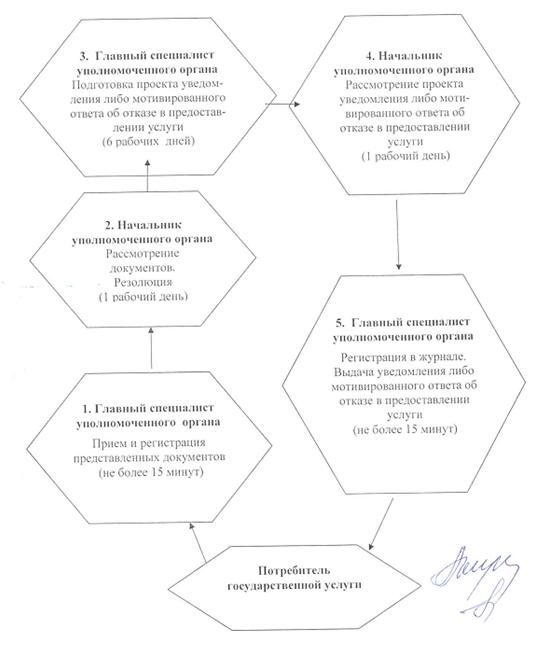 3. Главный специалист
уполномоченного органа
Подготовка проекта уведом-
ления либо мотивированного
ответа об отказе в предостав-
лении услуги
(6 рабочих дней)
4. Начальник
уполномоченного органа
Рассмотрение проекта
уведомления либо моти-
вированного ответа об
отказе в предоставлении
услуги
(1 рабочий день)
2. Начальник
уполномоченного органа
Рассмотрение
документов.
Резолюция
(1 рабочий день)
5. Главный специалист
уполномоченного органа
Регистрация в журнале.
Выдача уведомления либо
мотивированного ответа об
отказе в предоставлении
услуги
(не более 15 минут)
1. Главный специалист
уполномоченного органа
Прием и регистрация
представленных документов
(не более 15 минут)
Потребитель
государственной услуги